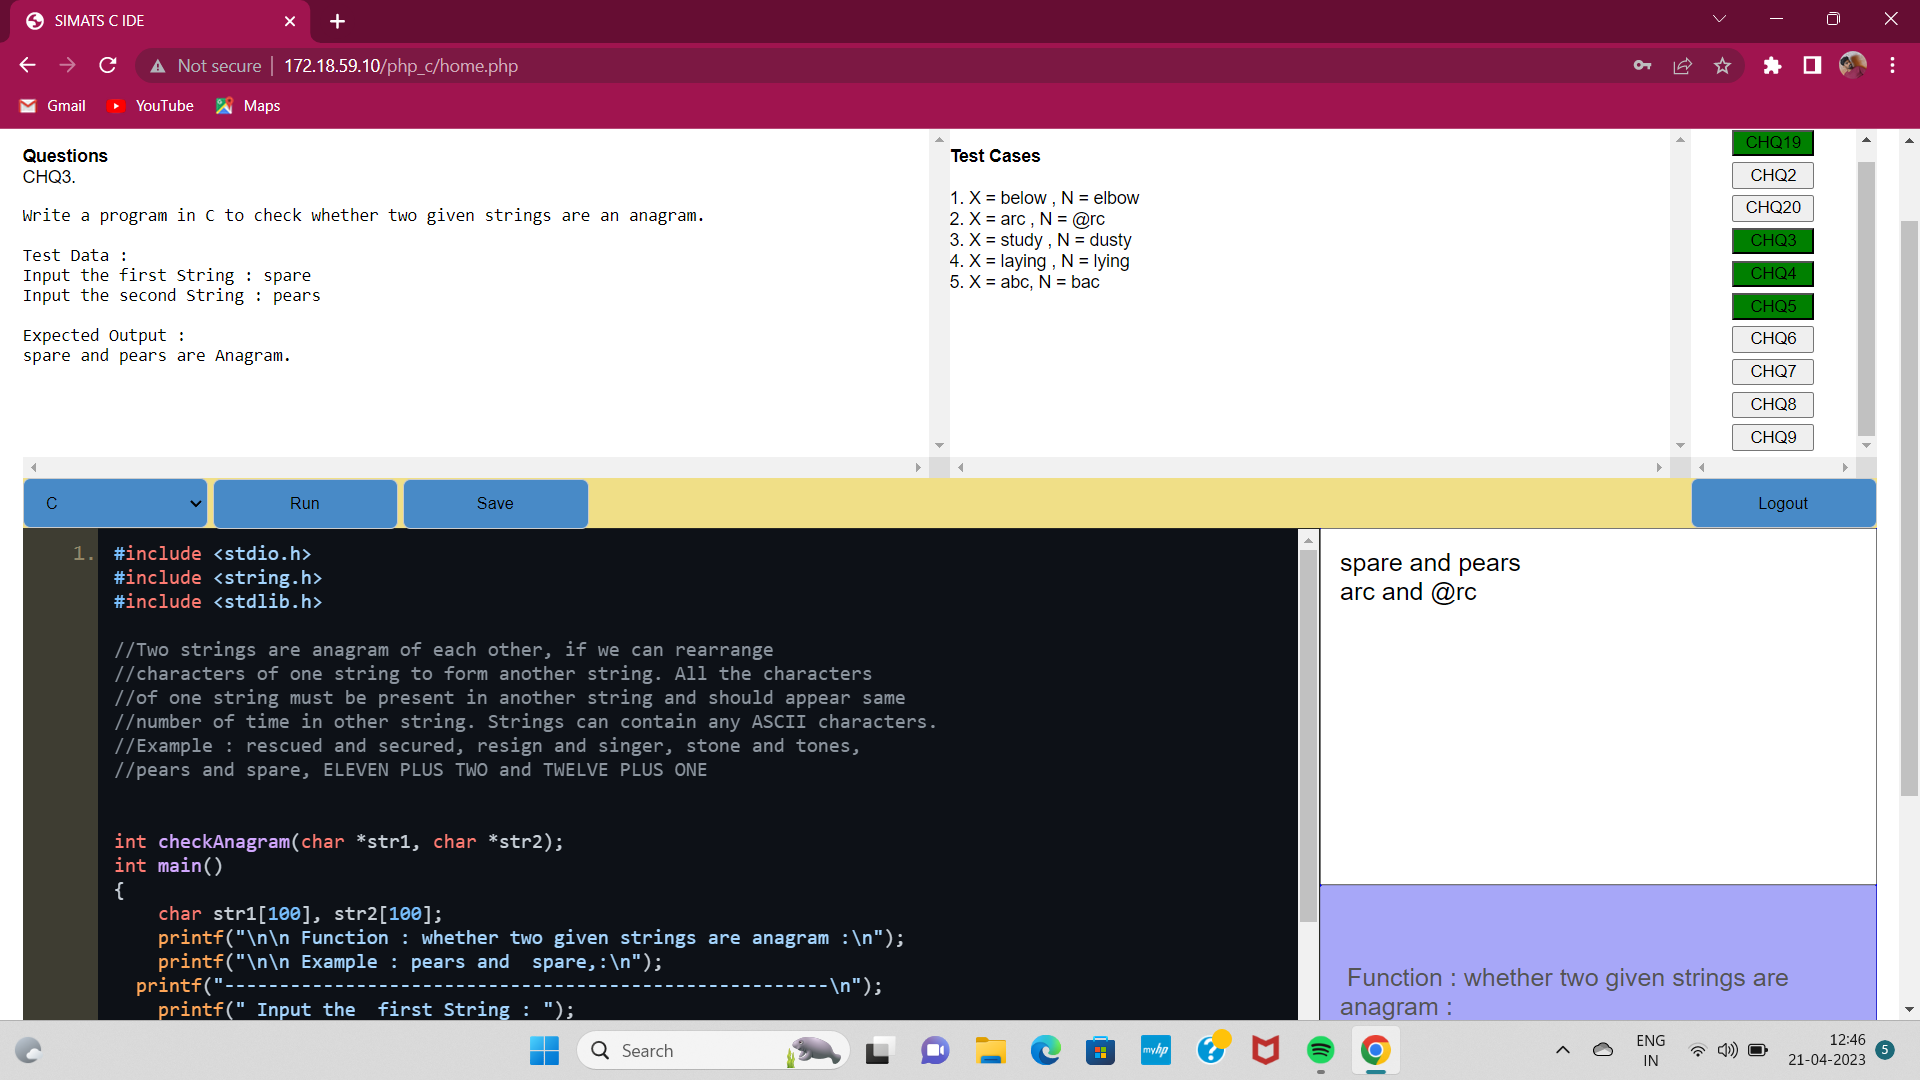 SIMATS C IDE
Not secure
172.18.59.10/php_c/home.php
Gmail
YouTube
Maps
Questions
CHQ3.
Write a program in C to check whether two given strings are an anagram.
Test Data :
Input the first String : spare
Input the second String : pears
Expected Output :
spare and pears are Anagram.
Test Cases
1. X = below , N = elbow
2. X = arc , N = @rc
3. X = study , N = dusty
4. X = laying , N = lying
5. X = abc, N = bac
CHQ19
CHQ2
CHQ20
CHQ3
CHQ4
CHQ5
CHQ6
CHQ7
CHQ8
CHQ9
C
Run
Save
Logout
1.
#include <stdio.h>
#include <string.h>
#include <stdlib.h>
//Two strings are anagram of each other, if we can rearrange
//characters of one string to form another string. All the characters
//of one string must be present in another string and should appear same
//number of time in other string. Strings can contain any ASCII characters.
//Example : rescued and secured, resign and singer, stone and tones,
//pears and spare, ELEVEN PLUS TWO and TWELVE PLUS ONE
int checkAnagram(char *str1, char *str2);
int main()
{
char str1[100], str2[100];
printf("\n\n Function : whether two given strings are anagram :\n");
printf("\n\n Example : pears and  spare,:\n");
printf("-------------------------------------------------------\n");
printf(" Input the  first String : ");
spare and pears
arc and @rc
Function : whether two given strings are
anagram :
Search
myhp
ENG
IN
12:46
21-04-2023
5